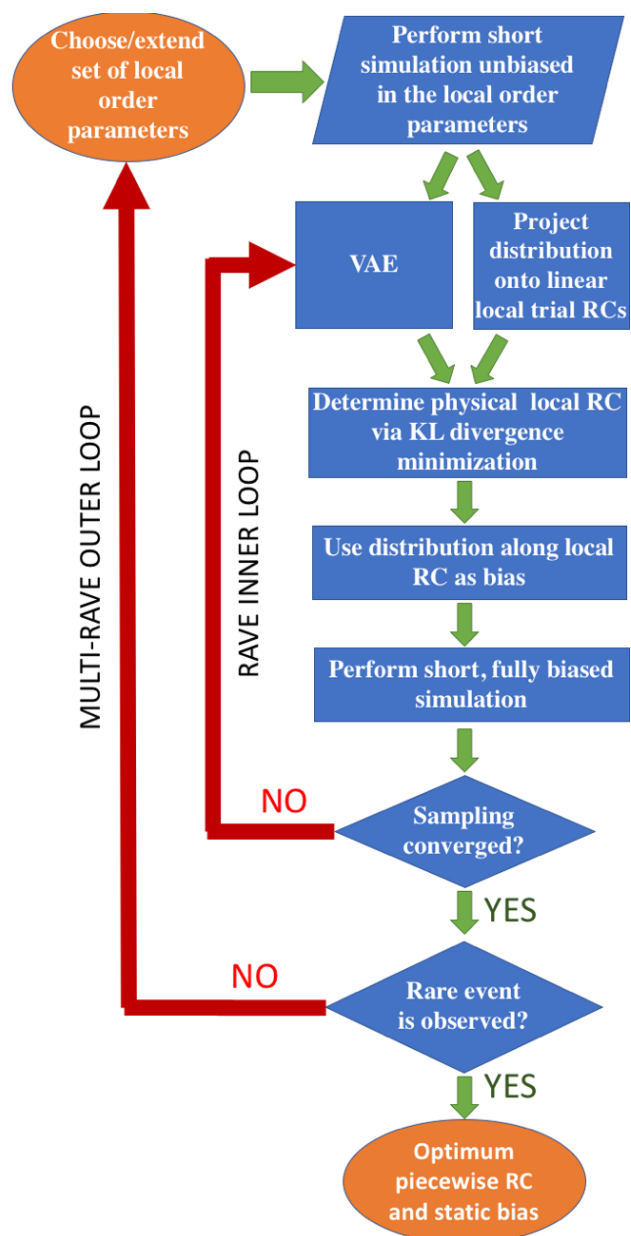 Choose/extend
set of local
order
parameters
Perform short
simulation unbiased
in the local order
parameters
VAE
Project
distribution
onto linear
local trial RCs
Determine physical local RC
via KL divergence
minimization
Use distribution along local
RC as bias
Perform short, fully biased
simulation
Sampling
converged?
NO
YES
RAVE INNER LOOP
Rare event
is observed?
NO
YES
MULTI-RAVE OUTER LOOP
Optimum
piecewise RC
and static bias